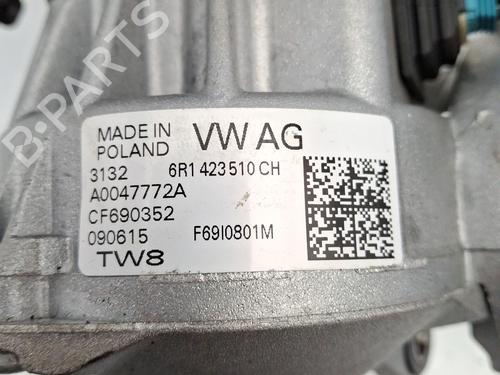 B-PARTS
MADE IN POLAND VW AG
3132 6R1 423 510 CH
A0047772A
CF690352
090615 F69I0801M
TW8